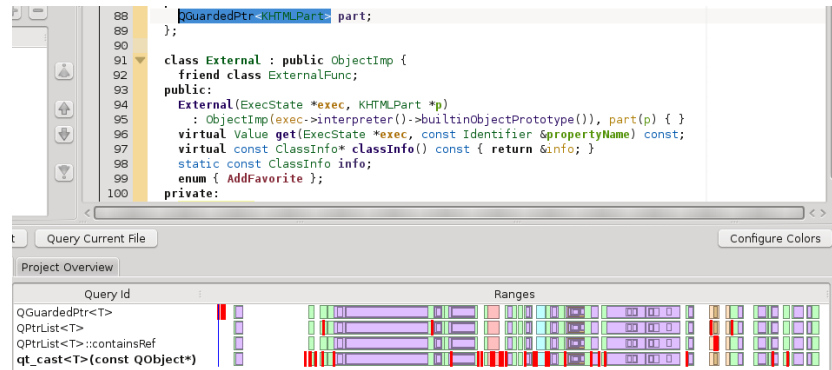 88 QGuardedPtr<KHTMLPart> part;
89 };
90
91 class External : public ObjectImp {
92 friend class ExternalFunc;
93 public:
94 External(ExecState *exec, KHTMLPart *p)
95 : ObjectImp(exec->interpreter()->builtinObjectPrototype()), part(p) { }
96 virtual Value get(ExecState *exec, const Identifier &propertyName) const;
97 virtual const ClassInfo* classInfo() const { return &info; }
98 static const ClassInfo info;
99 enum { AddFavorite };
100 private:
Query Current File Configure Colors
Project Overview
Query Id Ranges
QGuardedPtr<T>
QPtrList<T>
QPtrList<T>::containsRef
qt_cast<T>(const QObject*)